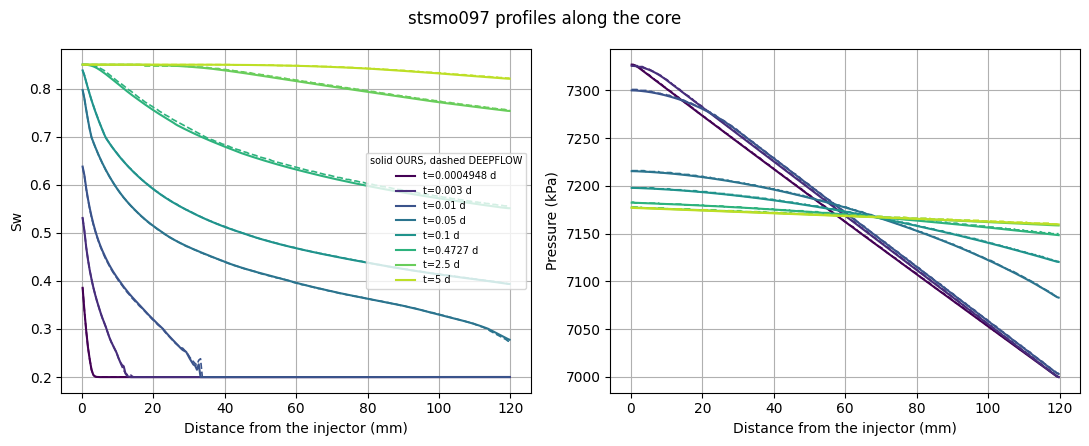 stsmo097 profiles along the core
Sw
0.8
0.7
0.6
0.5
0.4
0.3
0.2
solid OURS, dashed DEEPFLOW
t=0.0004948 d
t=0.003 d
t=0.01 d
t=0.05 d
t=0.1 d
t=0.4727 d
t=2.5 d
t=5 d
0 20 40 60 80 100 120
Distance from the injector (mm)
Pressure (kPa)
7300
7250
7200
7150
7100
7050
7000
0 20 40 60 80 100 120
Distance from the injector (mm)